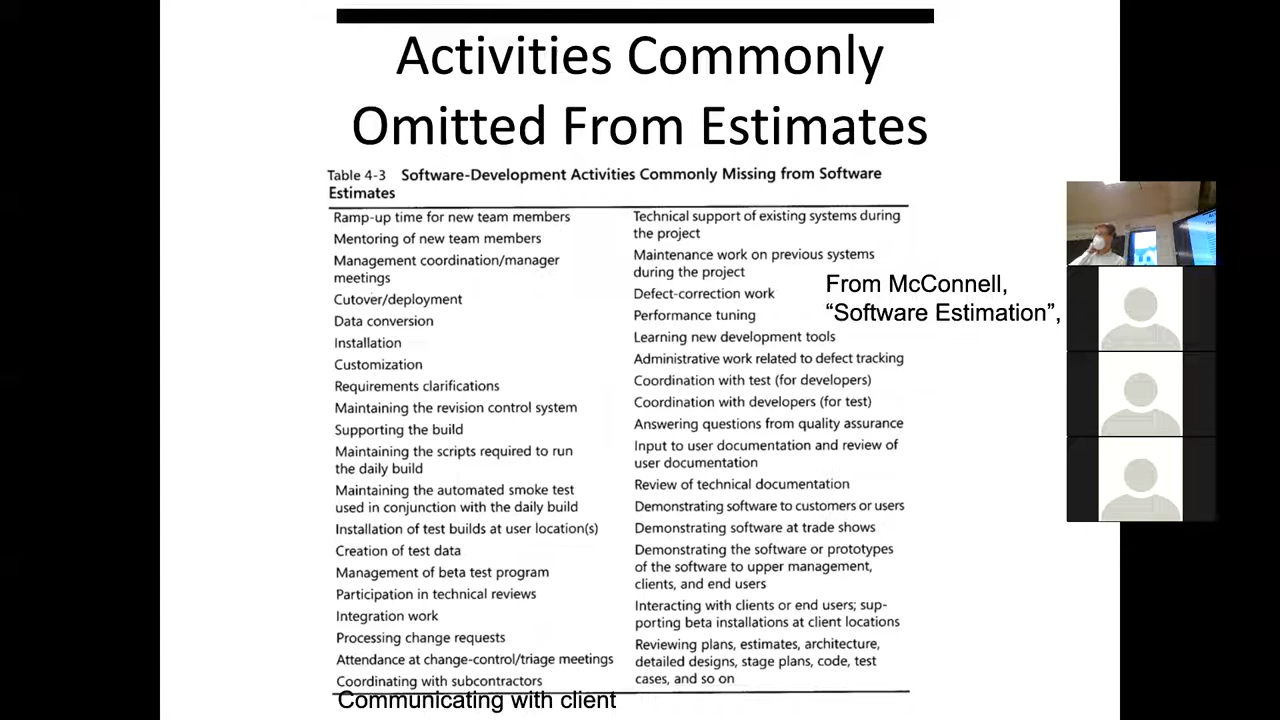 Activities Commonly
Omitted From Estimates
Table 4-3 Software-Development Activities Commonly Missing from Software
Estimates
Ramp-up time for new team members
Mentoring of new team members
Management coordination/manager
meetings
Cutover/deployment
Data conversion
Installation
Customization
Requirements clarifications
Maintaining the revision control system
Supporting the build
Maintaining the scripts required to run
the daily build
Maintaining the automated smoke test
used in conjunction with the daily build
Installation of test builds at user location(s)
Creation of test data
Management of beta test program
Participation in technical reviews
Integration work
Processing change requests
Attendance at change-control/triage meetings
Coordinating with subcontractors
Technical support of existing systems during
the project
Maintenance work on previous systems
during the project
Defect-correction work
Performance tuning
Learning new development tools
Administrative work related to defect tracking
Coordination with test (for developers)
Coordination with developers (for test)
Answering questions from quality assurance
Input to user documentation and review of
user documentation
Review of technical documentation
Demonstrating software to customers or users
Demonstrating software at trade shows
Demonstrating the software or prototypes
of the software to upper management,
clients, and end users
Interacting with clients or end users; sup-
porting beta installations at client locations
Reviewing plans, estimates, architecture,
detailed designs, stage plans, code, test
cases, and so on
From McConnell,
“Software Estimation”,
Communicating with client